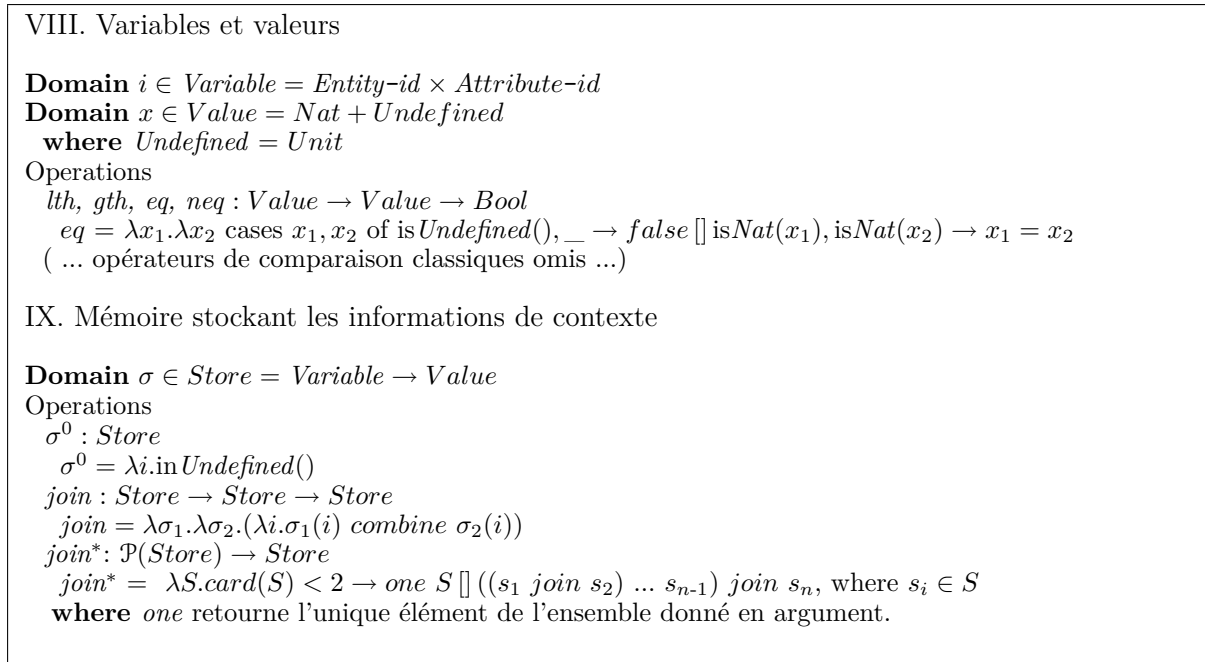 VIII. Variables et valeurs
Domain i ∈ Variable = Entity-id × Attribute-id
Domain x ∈ Value = Nat + Undefined
where Undefined = Unit
Operations
lth, gth, eq, neq : Value → Value → Bool
eq = λx₁.λx₂ cases x₁, x₂ of is Undefined(), _ → false [] isNat(x₁), isNat(x₂) → x₁ = x₂
( ... opérateurs de comparaison classiques omis ...)
IX. Mémoire stockant les informations de contexte
Domain σ ∈ Store = Variable → Value
Operations
σ⁰ : Store
σ⁰ = λi.in Undefined()
join : Store → Store → Store
join = λσ₁.λσ₂.(λi.σ₁(i) combine σ₂(i))
join*: ℙ(Store) → Store
join* = λS.card(S) < 2 → one S [] ((s₁ join s₂) ... sₙ₋₁) join sₙ, where sᵢ ∈ S
where one retourne l'unique élément de l'ensemble donné en argument.